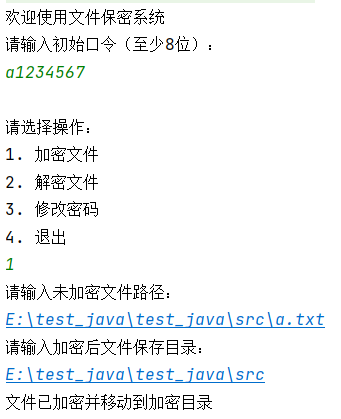 欢迎使用文件保密系统
请输入初始口令（至少8位）：
a1234567
请选择操作：
1. 加密文件
2. 解密文件
3. 修改密码
4. 退出
1
请输入未加密文件路径：
E:\test_java\test_java\src\a.txt
请输入加密后文件保存目录：
E:\test_java\test_java\src
文件已加密并移动到加密目录